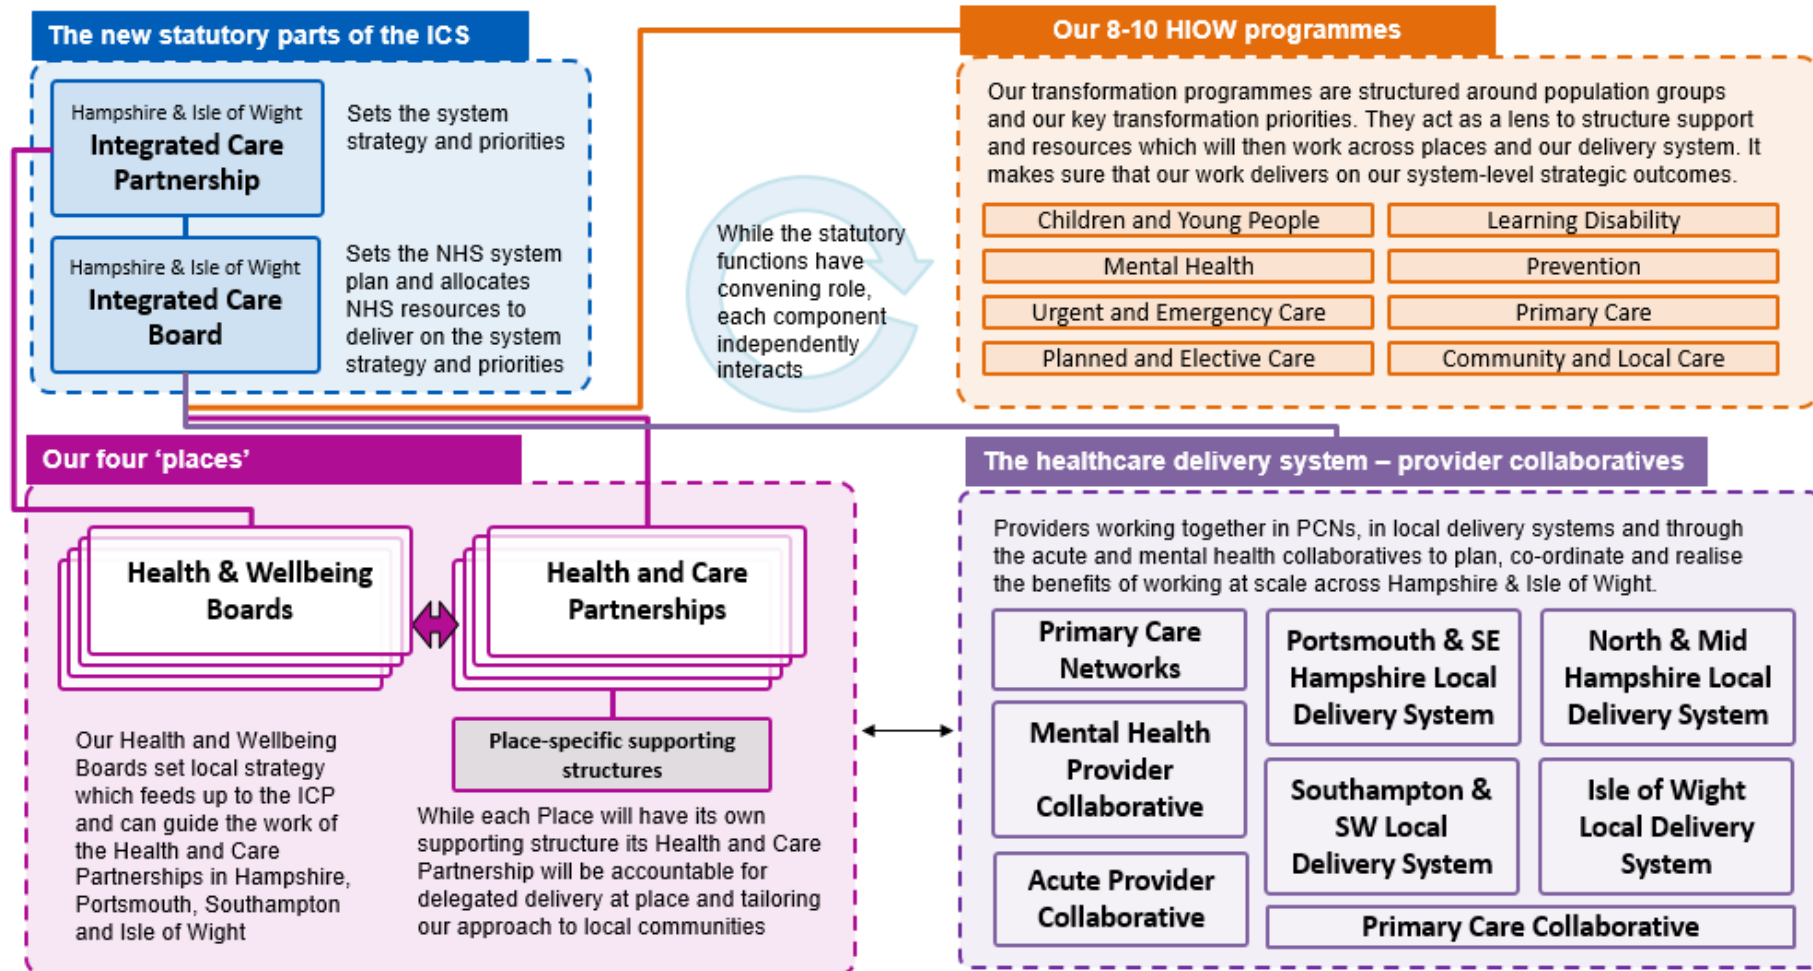 The new statutory parts of the ICS
Hampshire & Isle of Wight
Integrated Care
Partnership
Sets the system
strategy and priorities
Hampshire & Isle of Wight
Integrated Care
Board
Sets the NHS system
plan and allocates
NHS resources to
deliver on the system
strategy and priorities
While the statutory
functions have
convening role,
each component
independently
interacts
Our 8-10 HIOW programmes
Our transformation programmes are structured around population groups
and our key transformation priorities. They act as a lens to structure support
and resources which will then work across places and our delivery system. It
makes sure that our work delivers on our system-level strategic outcomes.
Children and Young People
Learning Disability
Mental Health
Prevention
Urgent and Emergency Care
Primary Care
Planned and Elective Care
Community and Local Care
Our four ‘places’
Health & Wellbeing
Boards
Health and Care
Partnerships
Place-specific supporting
structures
Our Health and Wellbeing
Boards set local strategy
which feeds up to the ICP
and can guide the work of
the Health and Care
Partnerships in Hampshire,
Portsmouth, Southampton
and Isle of Wight
While each Place will have its own
supporting structure its Health and Care
Partnership will be accountable for
delegated delivery at place and tailoring
our approach to local communities
The healthcare delivery system – provider collaboratives
Providers working together in PCNs, in local delivery systems and through
the acute and mental health collaboratives to plan, co-ordinate and realise
the benefits of working at scale across Hampshire & Isle of Wight.
Primary Care
Networks
Mental Health
Provider
Collaborative
Acute Provider
Collaborative
Portsmouth & SE
Hampshire Local
Delivery System
North & Mid
Hampshire Local
Delivery System
Southampton &
SW Local
Delivery System
Isle of Wight
Local Delivery
System
Primary Care Collaborative